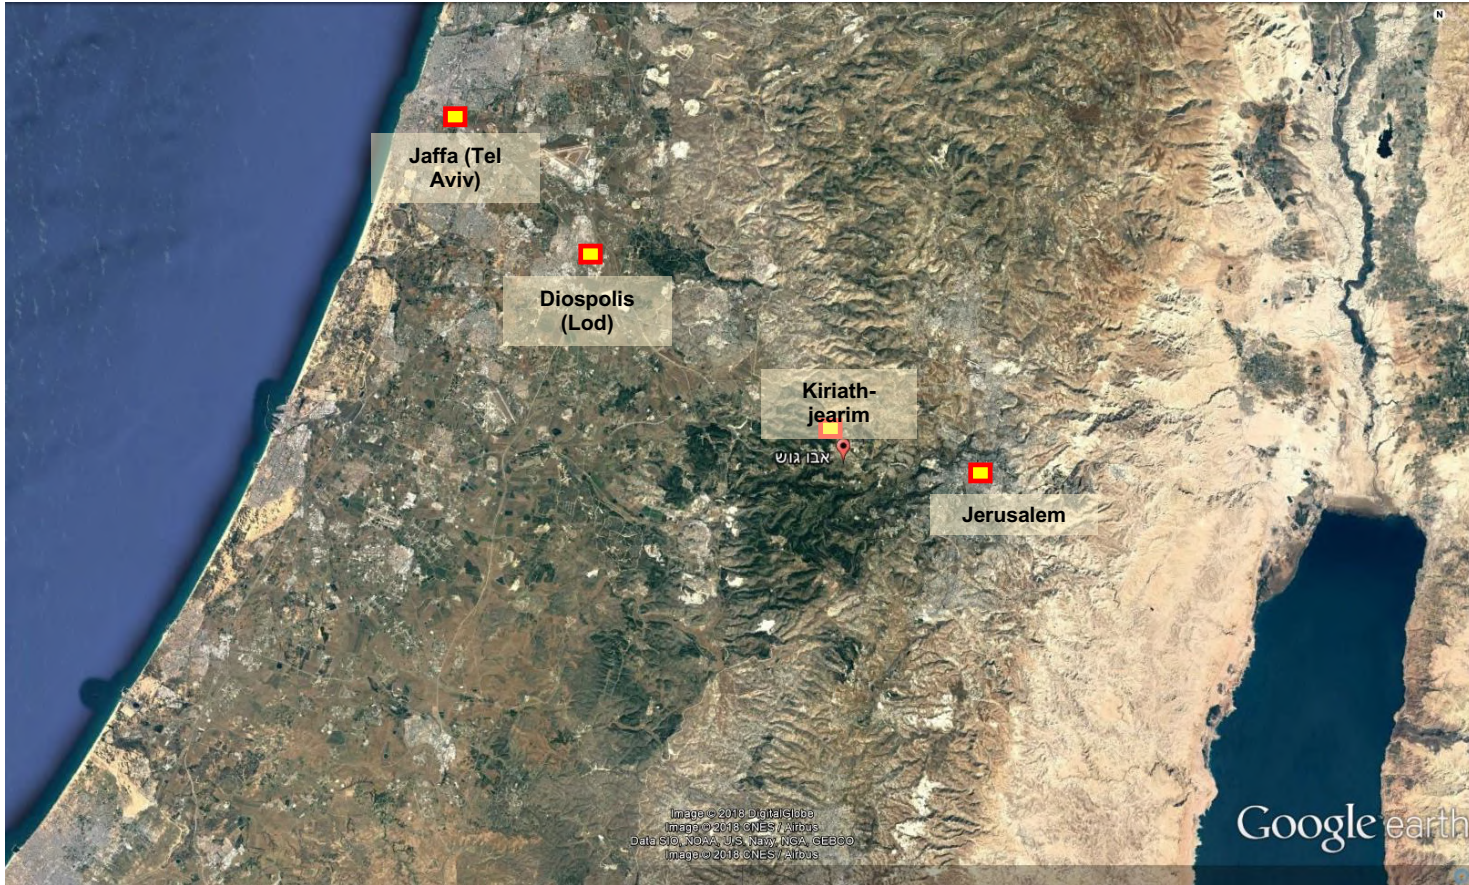 N
Jaffa (Tel
Aviv)
Diospolis
(Lod)
Kiriath-
jearim
אבו גוש
Jerusalem
Image © 2018 DigitalGlobe
Image © 2018 CNES / Airbus
Data SIO, NOAA, U.S. Navy, NGA, GEBCO
Image © 2018 CNES / Airbus
Google earth